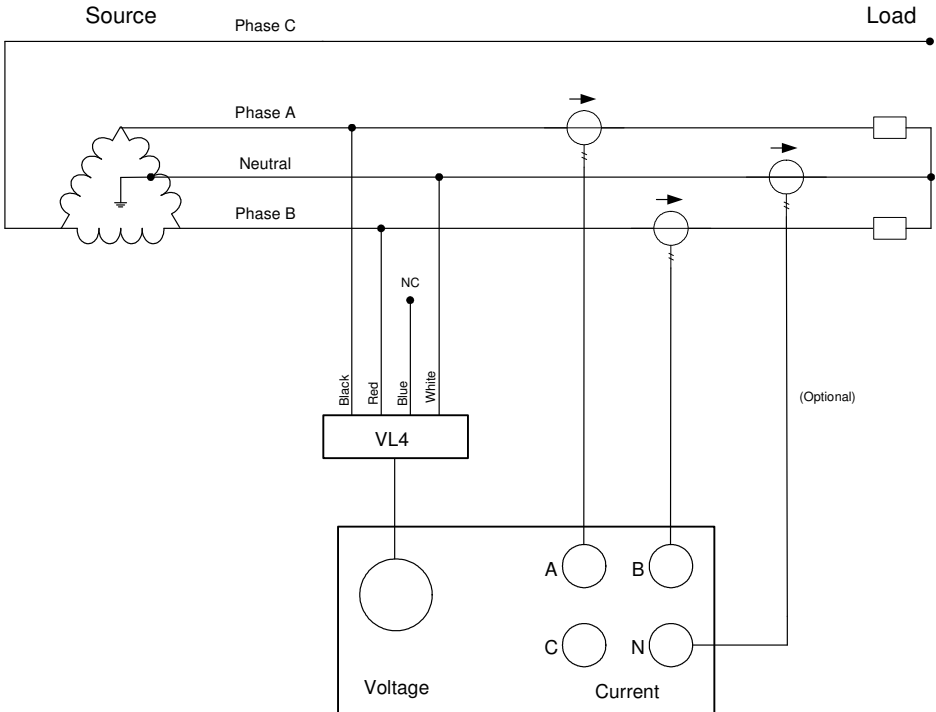 Source
Load
Phase C
Phase A
Neutral
Phase B
NC
Black
Red
Blue
White
(Optional)
VL4
A
B
C
N
Voltage
Current